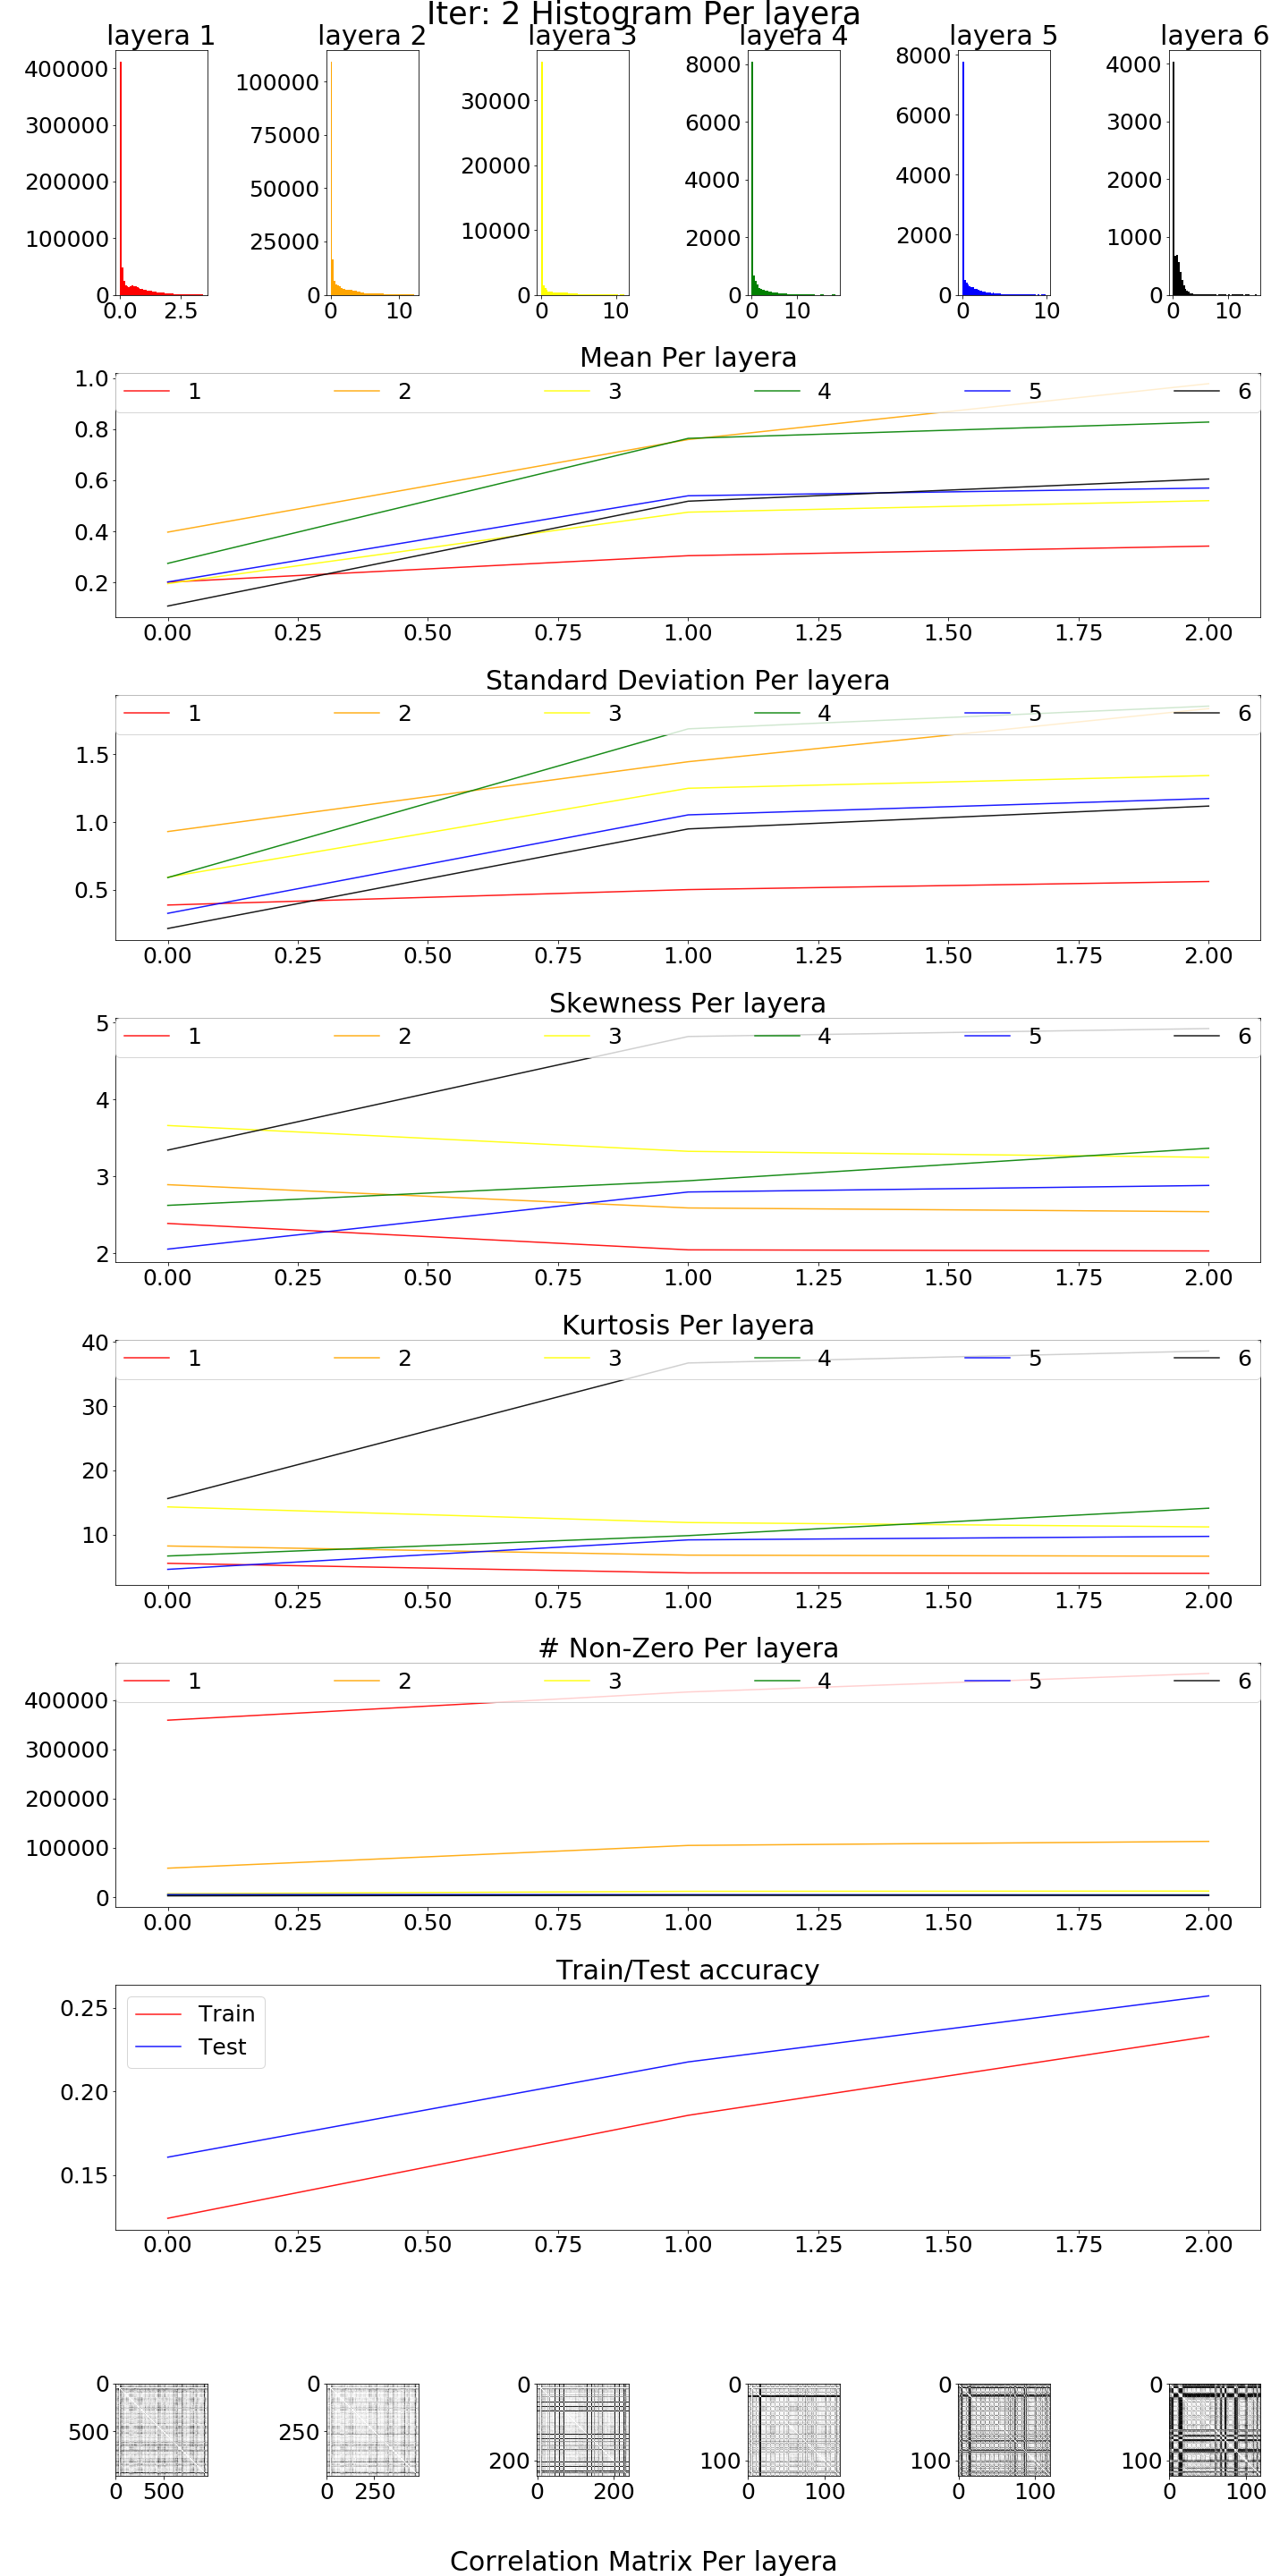 Iter: 2 Histogram Per layera
layera 1 layera 2 layera 3 layera 4 layera 5 layera 6
400000 300000 200000 100000 0
0.0 2.5
100000 75000 50000 25000 0
0 10
30000 20000 10000
0 10
8000 6000 4000 2000 0
0 10
8000 6000 4000 2000 0
0 10
4000 3000 2000 1000 0
0 10
Mean Per layera
1 2 3 4 5 6
1.0
0.8
0.6
0.4
0.2
0.00 0.25 0.50 0.75 1.00 1.25 1.50 1.75 2.00
Standard Deviation Per layera
1 2 3 4 5 6
1.5
1.0
0.5
0.00 0.25 0.50 0.75 1.00 1.25 1.50 1.75 2.00
Skewness Per layera
1 2 3 4 5 6
5
4
3
2
0.00 0.25 0.50 0.75 1.00 1.25 1.50 1.75 2.00
Kurtosis Per layera
1 2 3 4 5 6
40
30
20
10
0.00 0.25 0.50 0.75 1.00 1.25 1.50 1.75 2.00
# Non-Zero Per layera
1 2 3 4 5 6
400000
300000
200000
100000
0
0.00 0.25 0.50 0.75 1.00 1.25 1.50 1.75 2.00
Train/Test accuracy
Train
Test
0.25
0.20
0.15
0.00 0.25 0.50 0.75 1.00 1.25 1.50 1.75 2.00
0 500
0 500
0 250
0 250
0 200
0 200
0 100
0 100
0 100
0 100
0 100
0 100
Correlation Matrix Per layera